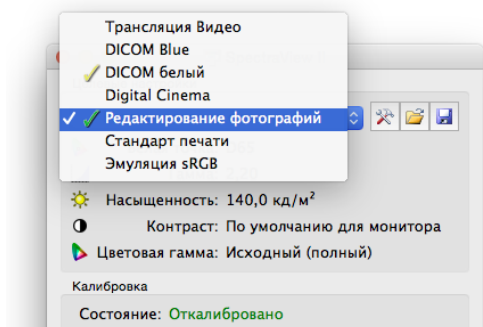 Трансляция Видео
DICOM Blue
DICOM белый
Digital Cinema
Редактирование фотографий
Стандарт печати
Эмуляция sRGB
Насыщенность: 140,0 кд/м²
Контраст: По умолчанию для монитора
Цветовая гамма: Исходный (полный)
Калибровка
Состояние: Откалибровано